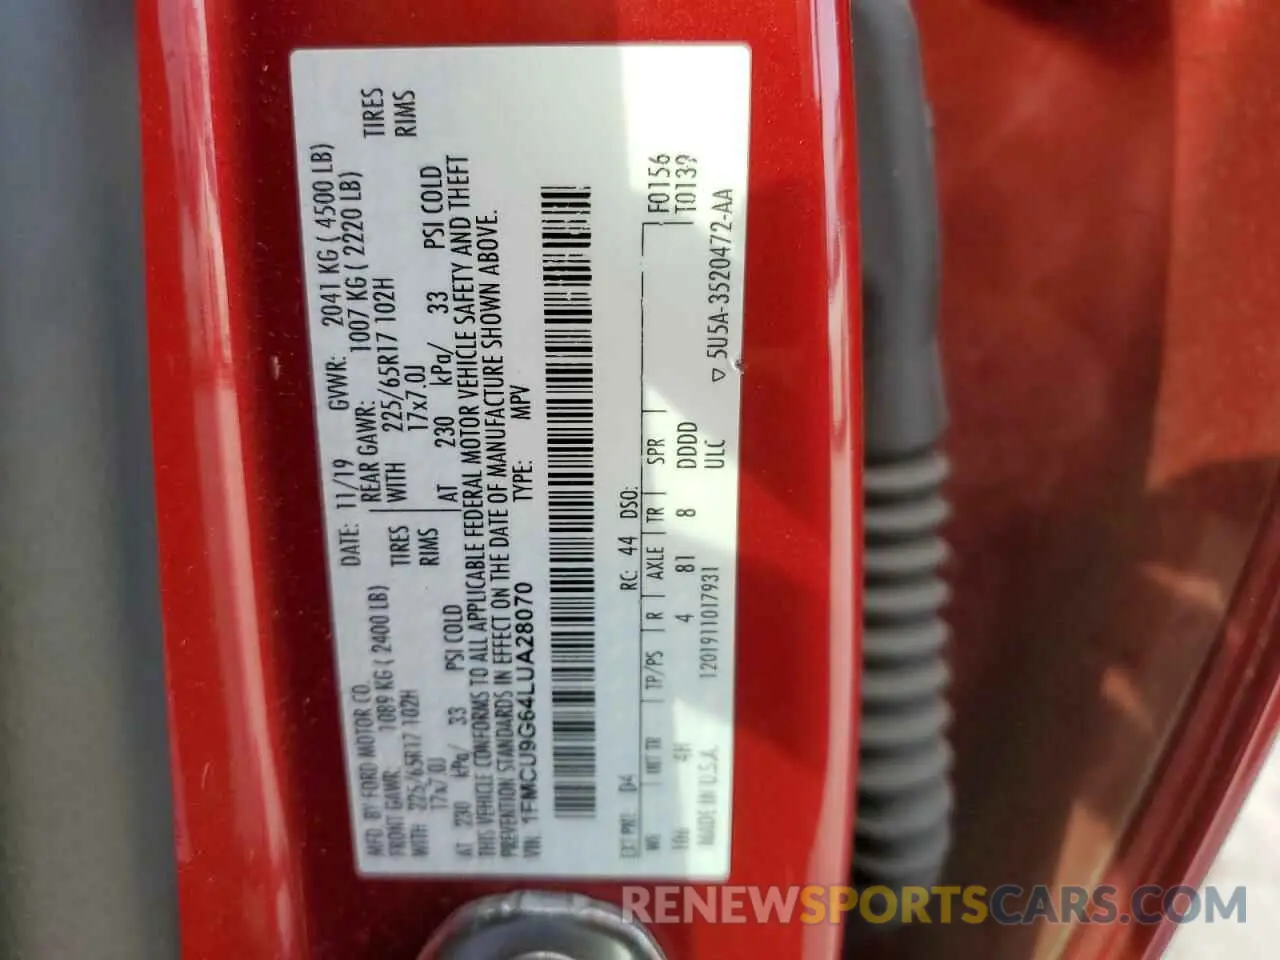 MFD. BY FORD MOTOR CO.
DATE: 11/19 GVWR: 2041 KG ( 4500 LB)
FRONT GAWR: 1089 KG ( 2400 LB) REAR GAWR: 1007 KG ( 2220 LB)
WITH 225/65R17 102H TIRES WITH 225/65R17 102H TIRES
17x7.0J RIMS 17x7.0J RIMS
AT 230 kPa/ 33 PSI COLD AT 230 kPa/ 33 PSI COLD
THIS VEHICLE CONFORMS TO ALL APPLICABLE FEDERAL MOTOR VEHICLE SAFETY AND THEFT
PREVENTION STANDARDS IN EFFECT ON THE DATE OF MANUFACTURE SHOWN ABOVE.
VIN: 1FMCU9G64LUA28070 TYPE: MPV
EXT PNT: D4 RC: 44 DSO: F0156
WB INT TR TP/PS R AXLE TR SPR T0139
106 4H 4 81 8 DDDD
MADE IN U.S.A. 1201911017931 ULC ▽ 5U5A-3520472-AA
RENEWSPORTSCARS.COM